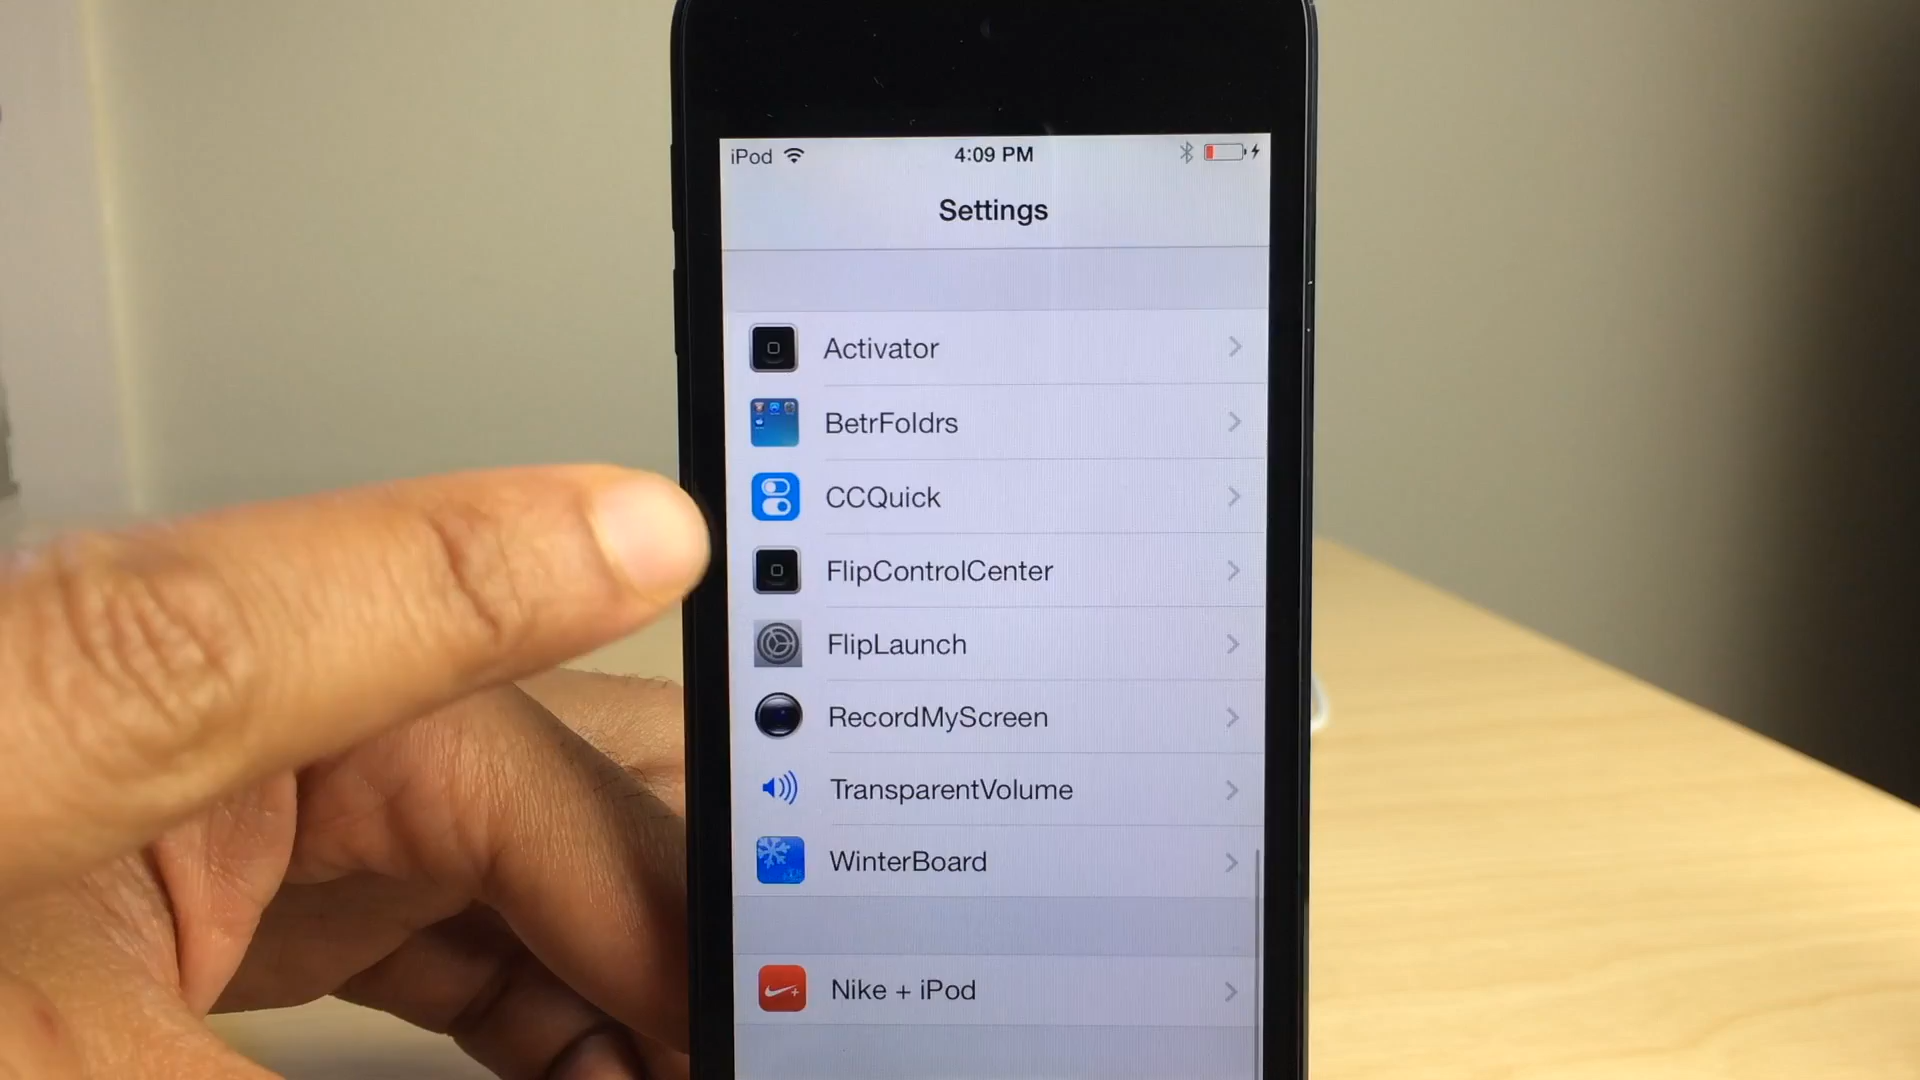 iPod 4:09 PM
Settings
Activator
BetrFoldrs
CCQuick
FlipControlCenter
FlipLaunch
RecordMyScreen
TransparentVolume
WinterBoard
Nike + iPod